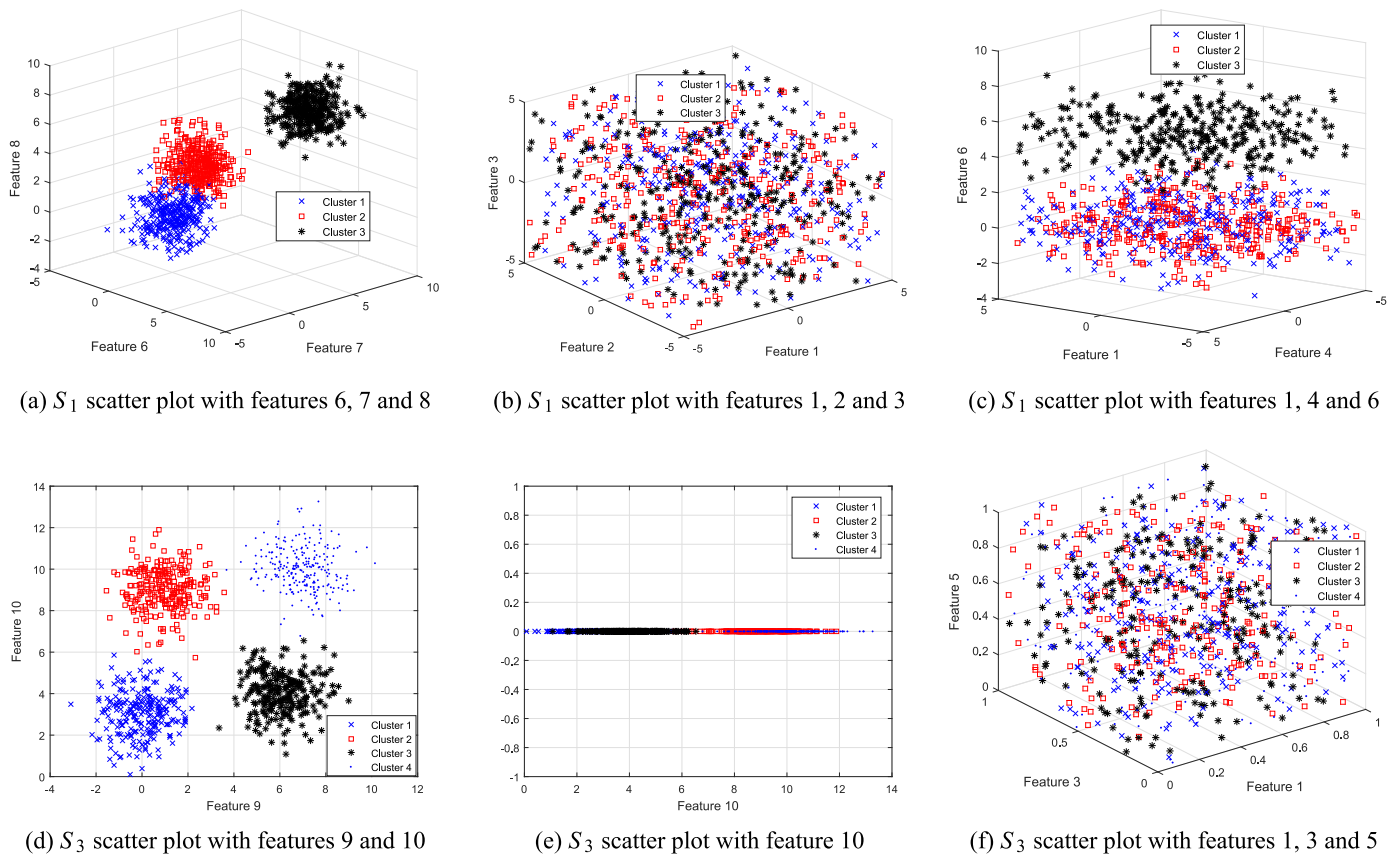 10
8
6
4
2
0
-2
-4
-5
0
5
10
-5
0
5
10
Feature 8
Feature 6
Feature 7
Cluster 1
Cluster 2
Cluster 3
(a) S1 scatter plot with features 6, 7 and 8
5
0
-5
5
0
-5
-5
0
5
Feature 3
Feature 2
Feature 1
Cluster 1
Cluster 2
Cluster 3
(b) S1 scatter plot with features 1, 2 and 3
10
8
6
4
2
0
-2
-4
5
0
-5
5
0
-5
Feature 6
Feature 1
Feature 4
Cluster 1
Cluster 2
Cluster 3
(c) S1 scatter plot with features 1, 4 and 6
14
12
10
8
6
4
2
0
-4
-2
0
2
4
6
8
10
12
Feature 10
Feature 9
Cluster 1
Cluster 2
Cluster 3
Cluster 4
(d) S3 scatter plot with features 9 and 10
1
0.8
0.6
0.4
0.2
0
-0.2
-0.4
-0.6
-0.8
-1
0
2
4
6
8
10
12
14
Feature 10
Cluster 1
Cluster 2
Cluster 3
Cluster 4
(e) S3 scatter plot with feature 10
1
0.8
0.6
0.4
0.2
0
1
0.5
0
0
0.2
0.4
0.6
0.8
1
Feature 5
Feature 3
Feature 1
Cluster 1
Cluster 2
Cluster 3
Cluster 4
(f) S3 scatter plot with features 1, 3 and 5